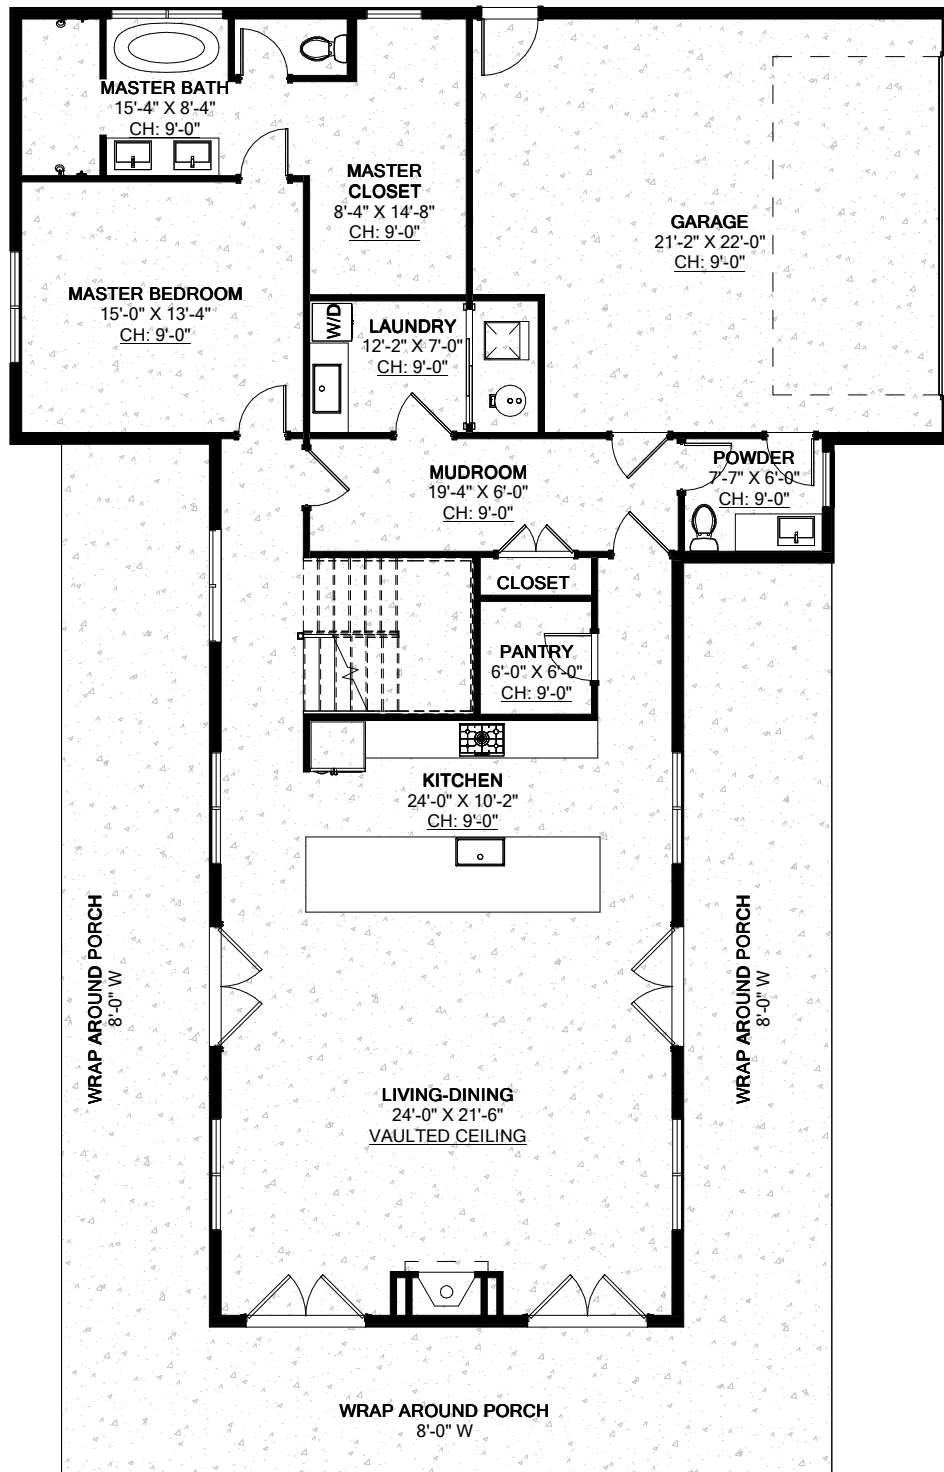 MASTER BATH
15'-4" X 8'-4"
CH: 9'-0"
MASTER
CLOSET
8'-4" X 14'-8"
CH: 9'-0"
GARAGE
21'-2" X 22'-0"
CH: 9'-0"
MASTER BEDROOM
15'-0" X 13'-4"
CH: 9'-0"
W/D
LAUNDRY
12'-2" X 7'-0"
CH: 9'-0"
MUDROOM
19'-4" X 6'-0"
CH: 9'-0"
POWDER
7'-7" X 6'-0"
CH: 9'-0"
CLOSET
PANTRY
6'-0" X 6'-0"
CH: 9'-0"
KITCHEN
24'-0" X 10'-2"
CH: 9'-0"
WRAP AROUND PORCH
8'-0" W
WRAP AROUND PORCH
8'-0" W
LIVING-DINING
24'-0" X 21'-6"
VAULTED CEILING
WRAP AROUND PORCH
8'-0" W